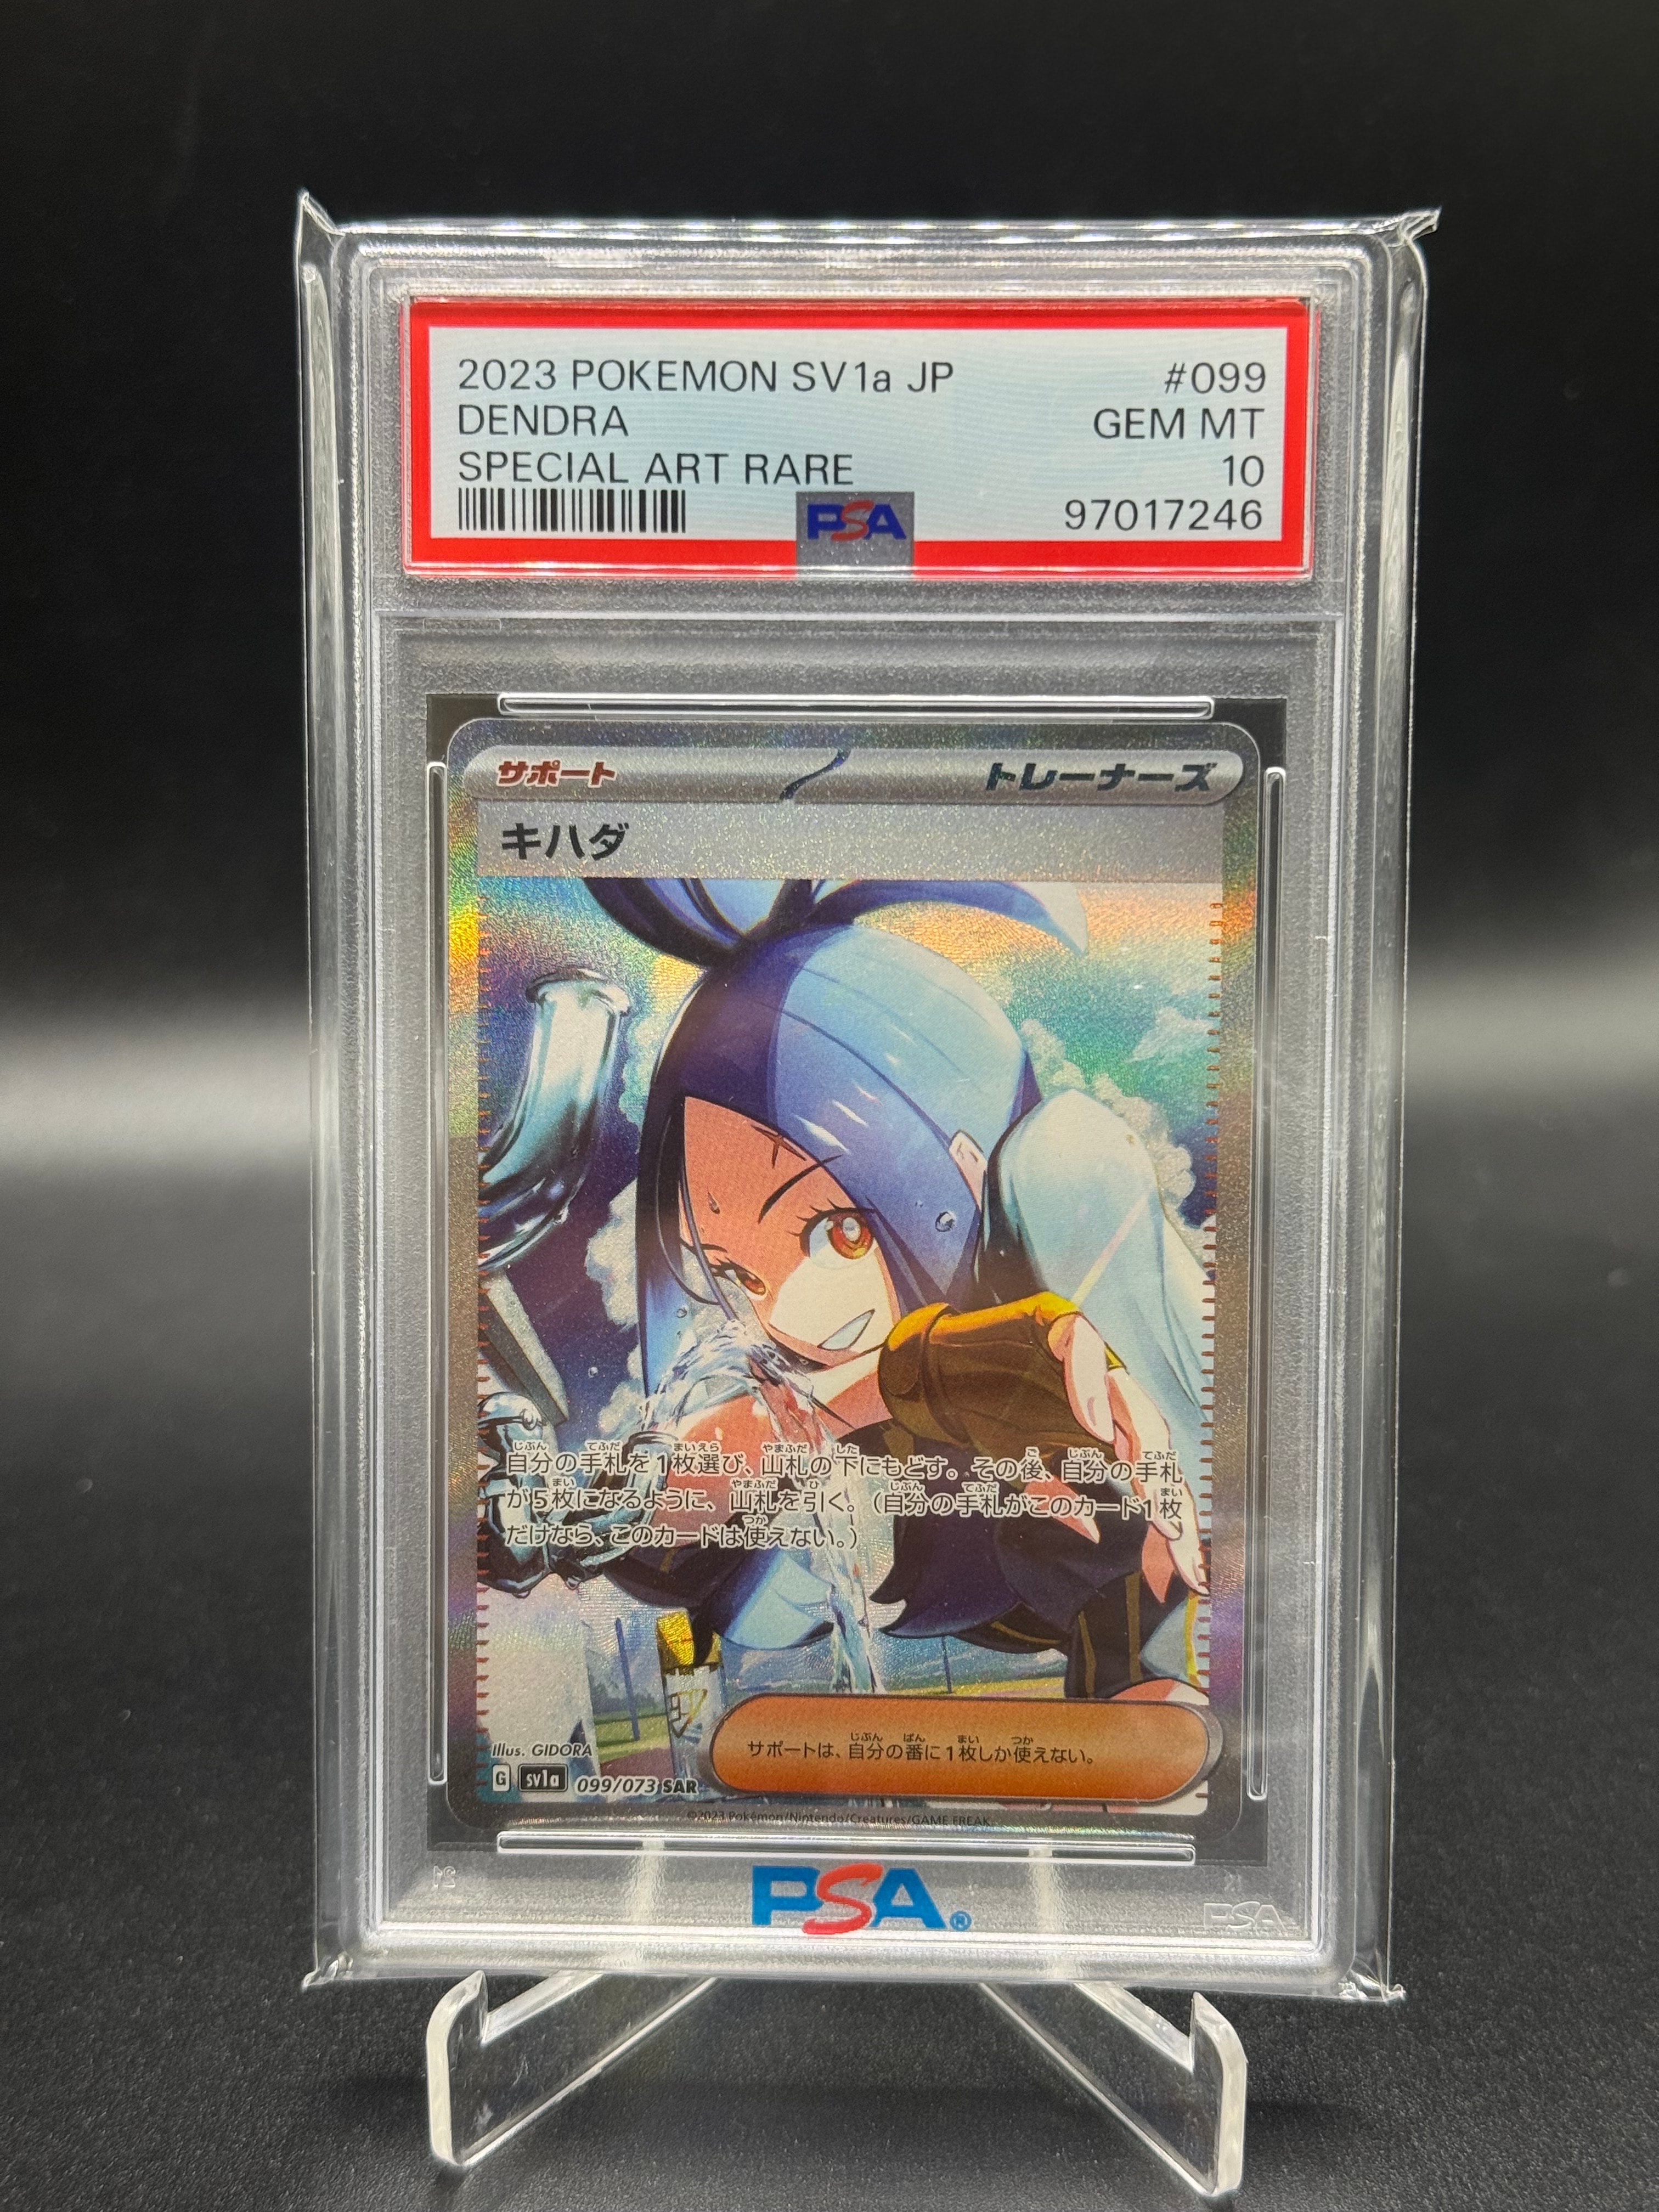 2023 POKEMON SV1a JP #099
DENDRA GEM MT
SPECIAL ART RARE 10
PSA 97017246
サポート トレーナーズ
キハダ
自分の手札を1枚選び、山札の下にもどす。その後、自分の手札
が5枚になるように、山札を引く。（自分の手札がこのカード1枚
だけなら、このカードは使えない。）
サポートは、自分の番に1枚しか使えない。
Illus. GIDORA
G sv1a 099/073 SAR
©2023 Pokémon/Nintendo/Creatures/GAME FREAK
PSA®
PSA